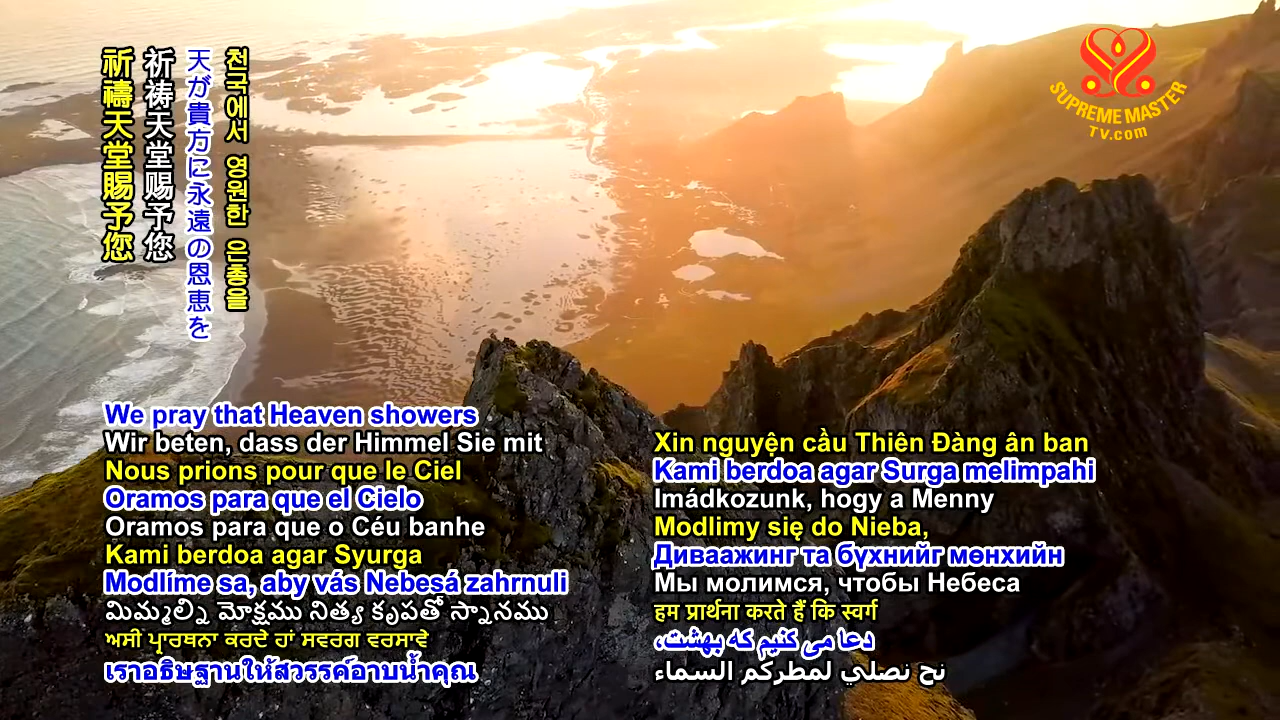 祈禱天堂賜予您
祈祷天堂赐予您
天が貴方に永遠の恩恵を
천국에서 영원한 은총을
SUPREME MASTER
TV.com
We pray that Heaven showers
Wir beten, dass der Himmel Sie mit
Nous prions pour que le Ciel
Oramos para que el Cielo
Oramos para que o Céu banhe
Kami berdoa agar Syurga
Modlíme sa, aby vás Nebesá zahrnuli
మిమ్మల్ని మోక్షము నిత్య కృపతో స్నానము
ਅਸੀ ਪ੍ਰਾਰਥਨਾ ਕਰਦੇ ਹਾਂ ਸਵਰਗ ਵਰਸਾਵੇ
เราอธิษฐานให้สวรรค์อาบน้ำคุณ
Xin nguyện cầu Thiên Đàng ân ban
Kami berdoa agar Surga melimpahi
Imádkozunk, hogy a Menny
Modlimy się do Nieba,
Диваажинг та бүхнийг мөнхийн
Мы молимся, чтобы Небеса
हम प्रार्थना करते हैं कि स्वर्ग
دعا می کنیم که بهشت،
نح نصلي لمطركم السماء